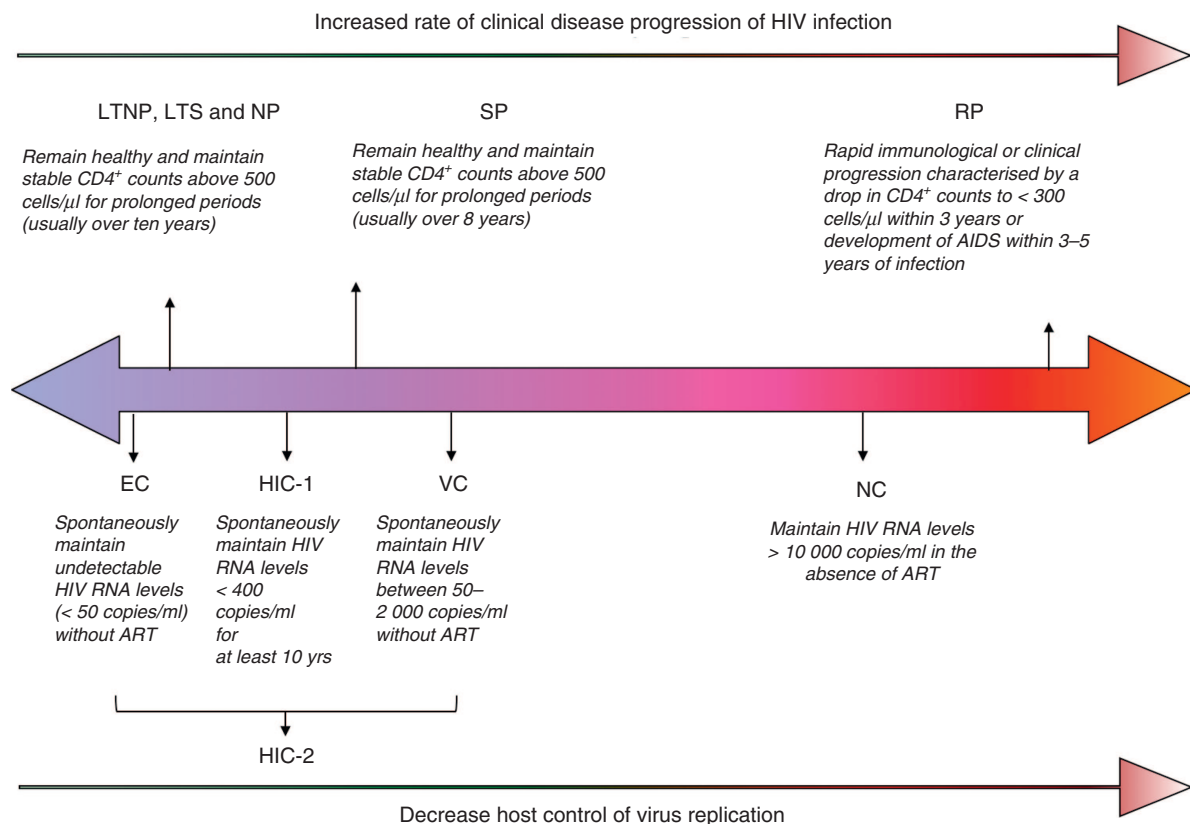 Increased rate of clinical disease progression of HIV infection
LTNP, LTS and NP
Remain healthy and maintain
stable CD4+ counts above 500
cells/μl for prolonged periods
(usually over ten years)
SP
Remain healthy and maintain
stable CD4+ counts above 500
cells/μl for prolonged periods
(usually over 8 years)
RP
Rapid immunological or clinical
progression characterised by a
drop in CD4+ counts to < 300
cells/μl within 3 years or
development of AIDS within 3–5
years of infection
EC
Spontaneously
maintain
undetectable
HIV RNA levels
(< 50 copies/ml)
without ART
HIC-1
Spontaneously
maintain HIV
RNA levels
< 400
copies/ml
for
at least 10 yrs
VC
Spontaneously
maintain HIV
RNA levels
between 50–
2 000 copies/ml
without ART
NC
Maintain HIV RNA levels
> 10 000 copies/ml in the
absence of ART
HIC-2
Decrease host control of virus replication